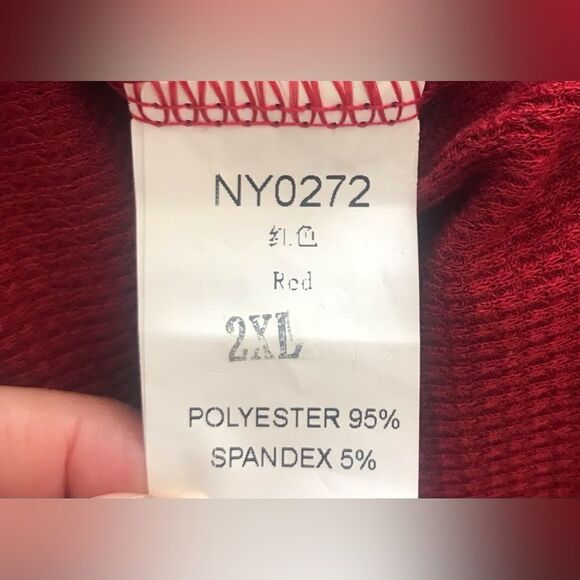 NY0272
红色
Red
2XL
POLYESTER 95%
SPANDEX 5%